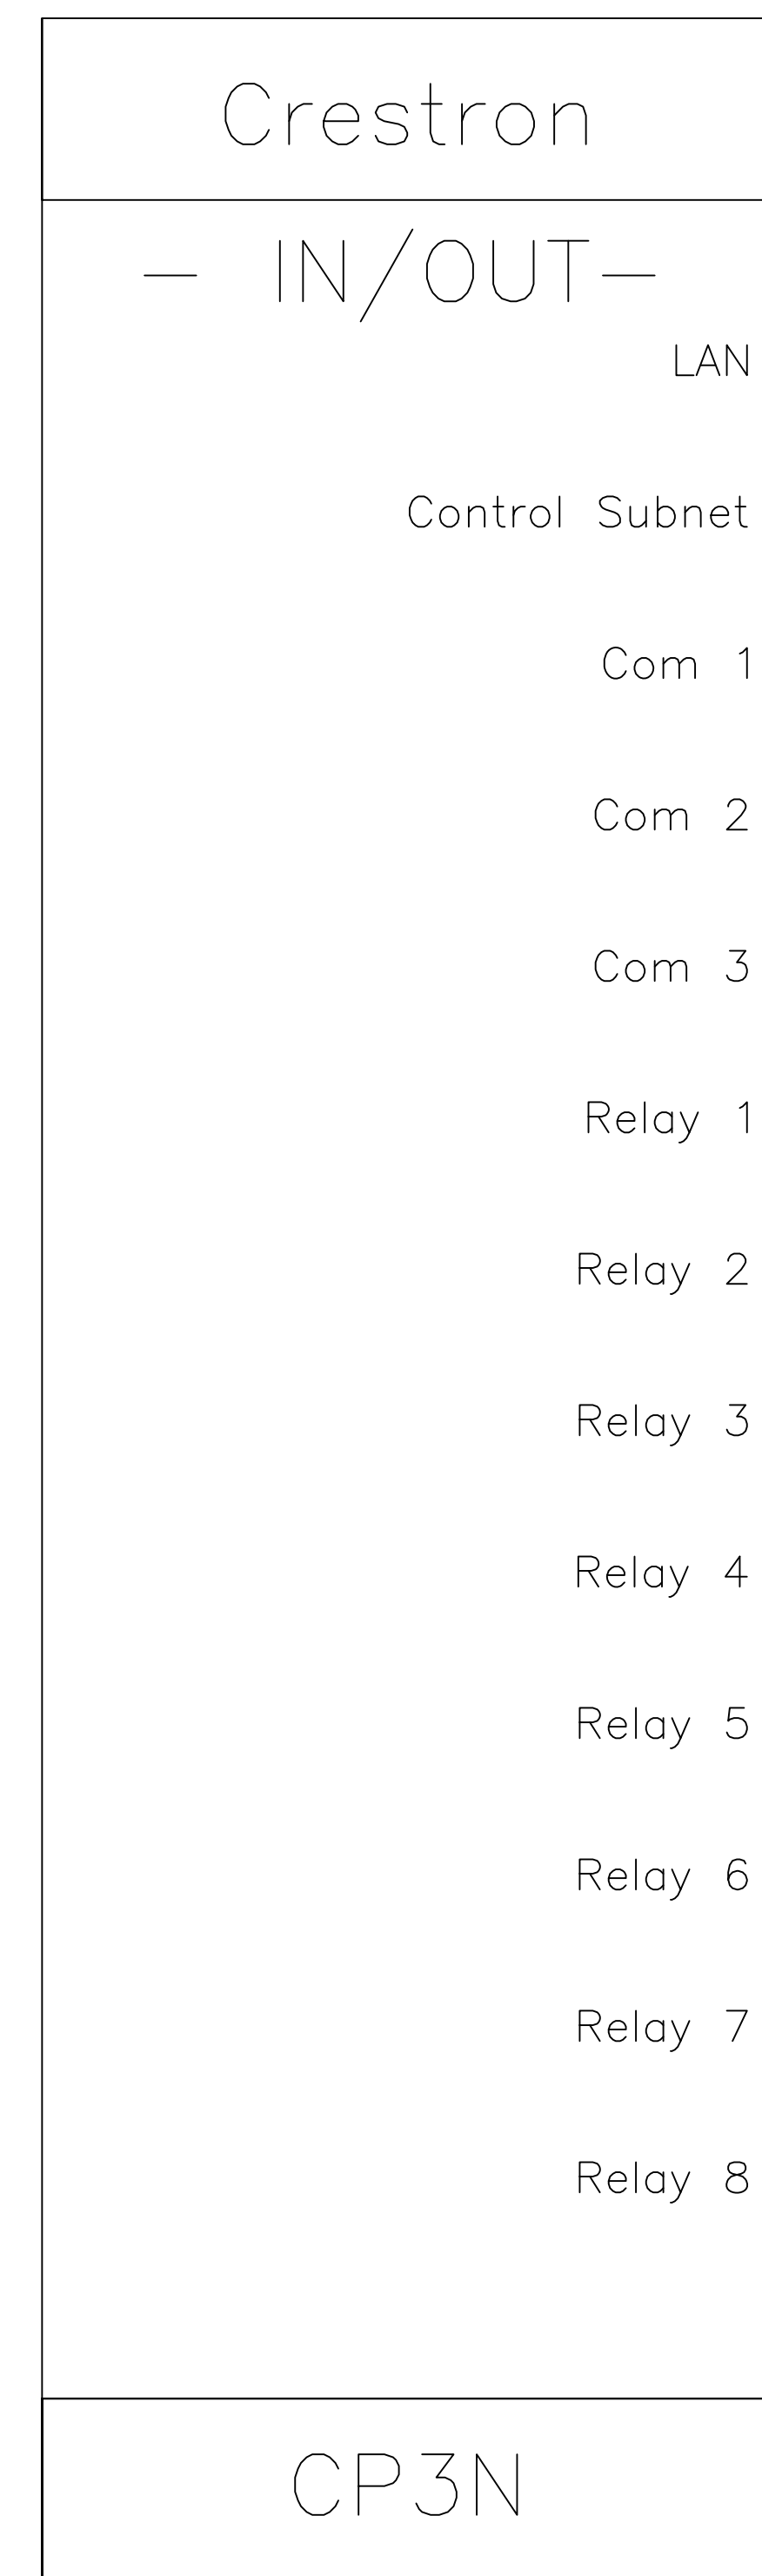 Crestron
- IN/OUT-
LAN
Control Subnet
Com 1
Com 2
Com 3
Relay 1
Relay 2
Relay 3
Relay 4
Relay 5
Relay 6
Relay 7
Relay 8
CP3N